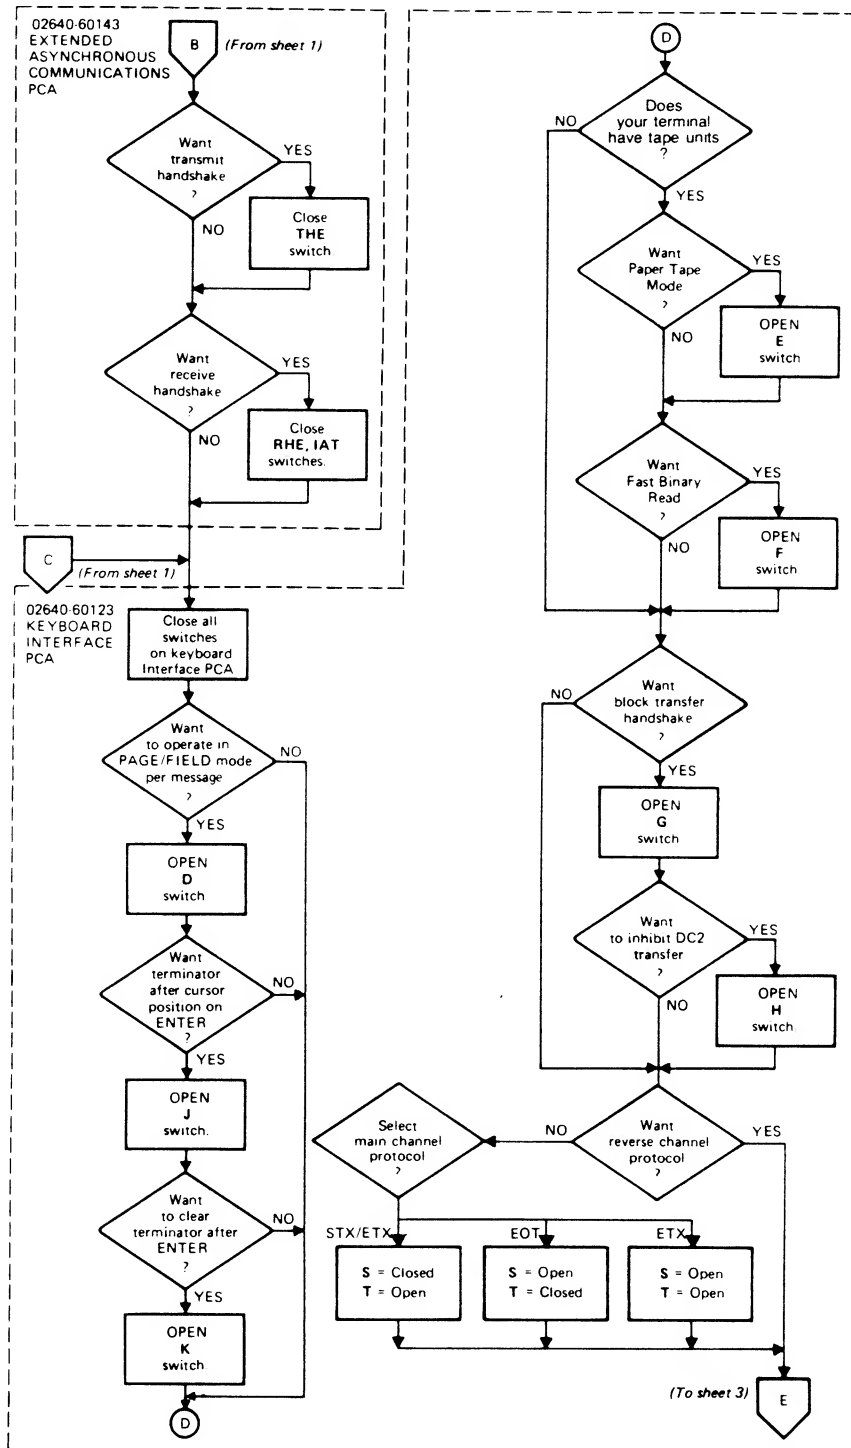 02640-60143
EXTENDED
ASYNCHRONOUS
COMMUNICATIONS
PCA
B
(From sheet 1)
Want
transmit
handshake
?
YES
NO
Close
THE
switch
Want
receive
handshake
?
YES
NO
Close
RHE, IAT
switches.
C
(From sheet 1)
02640-60123
KEYBOARD
INTERFACE
PCA
Close all
switches
on keyboard
Interface PCA
Want
to operate in
PAGE/FIELD mode
per message
?
NO
YES
OPEN
D
switch
Want
terminator
after cursor
position on
ENTER
?
NO
YES
OPEN
J
switch.
Want
to clear
terminator after
ENTER
?
NO
YES
OPEN
K
switch
D
D
Does
your terminal
have tape units
?
NO
YES
Want
Paper Tape
Mode
?
YES
NO
OPEN
E
switch
Want
Fast Binary
Read
?
YES
NO
OPEN
F
switch
Want
block transfer
handshake
?
NO
YES
OPEN
G
switch
Want
to inhibit DC2
transfer
?
YES
NO
OPEN
H
switch
Want
reverse channel
protocol
?
NO
YES
Select
main channel
protocol
?
STX/ETX
EOT
ETX
S = Closed
T = Open
S = Open
T = Closed
S = Open
T = Open
(To sheet 3)
E